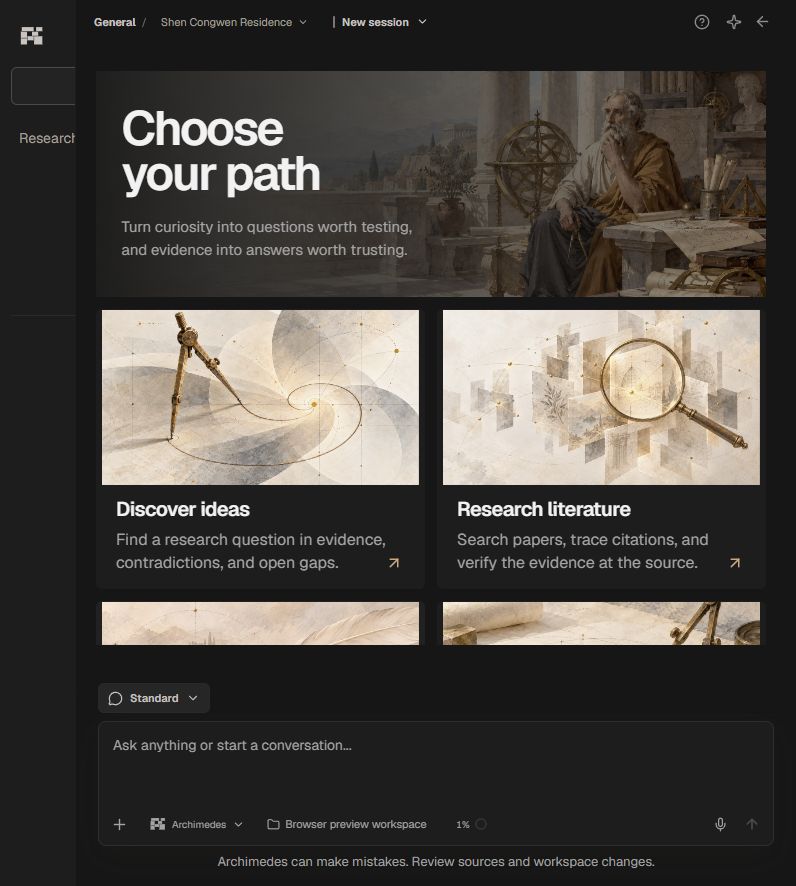 General / Shen Congwen Residence
New session
Research
Choose
your path
Turn curiosity into questions worth testing,
and evidence into answers worth trusting.
Discover ideas
Find a research question in evidence,
contradictions, and open gaps.
Research literature
Search papers, trace citations, and
verify the evidence at the source.
Standard
Ask anything or start a conversation...
Archimedes
Browser preview workspace
1%
Archimedes can make mistakes. Review sources and workspace changes.